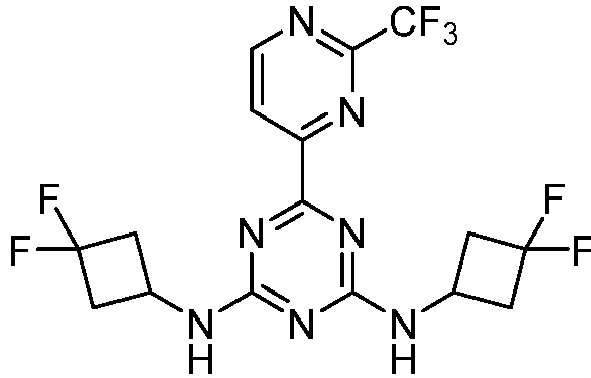 N CF3
N
F F
F N N F
N N N
H H